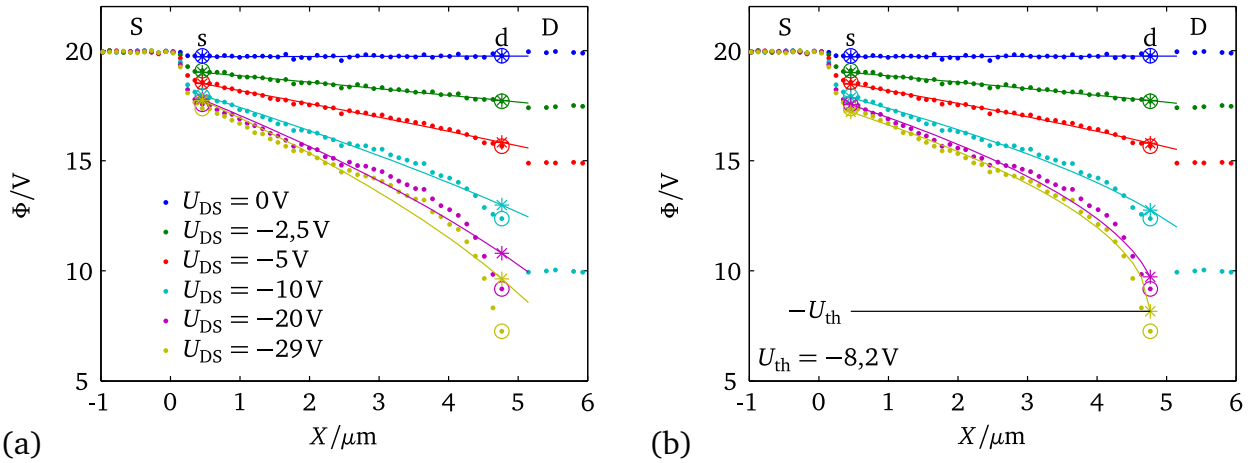 S
s
d
D
20
15
10
5
Φ/V
U_DS = 0 V
U_DS = −2,5 V
U_DS = −5 V
U_DS = −10 V
U_DS = −20 V
U_DS = −29 V
-1 0 1 2 3 4 5 6
X/μm
(a)
S
s
d
D
20
15
10
5
Φ/V
−U_th
U_th = −8,2 V
-1 0 1 2 3 4 5 6
X/μm
(b)